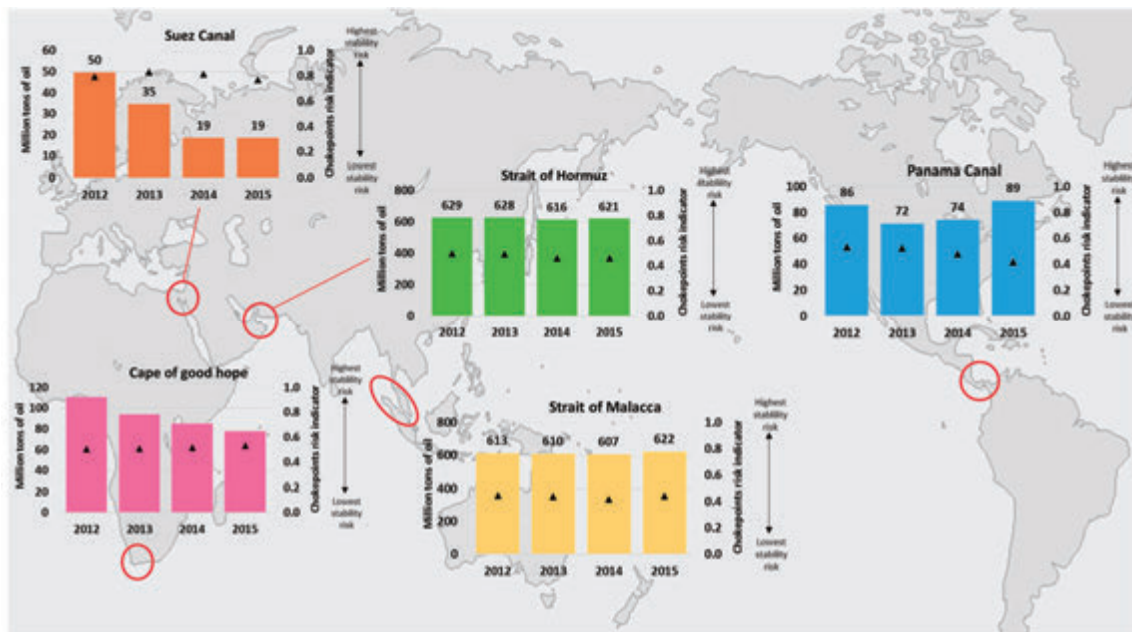 Suez Canal
Million tons of oil
60
50
40
30
20
10
0
50
35
19
19
2012 2013 2014 2015
1.0
0.8
0.6
0.4
0.2
0.0
Chokepoints risk indicator
Highest
stability
risk
Lowest
stability
risk
Strait of Hormuz
Million tons of oil
800
600
400
200
0
629
628
616
621
2012 2013 2014 2015
1.0
0.8
0.6
0.4
0.2
0.0
Chokepoints risk indicator
Highest
stability
risk
Lowest
stability
risk
Panama Canal
Million tons of oil
100
80
60
40
20
0
86
72
74
89
2012 2013 2014 2015
1.0
0.8
0.6
0.4
0.2
0.0
Chokepoints risk indicator
Highest
stability
risk
Lowest
stability
risk
Cape of good hope
Million tons of oil
120
100
80
60
40
20
0
2012 2013 2014 2015
1.0
0.8
0.6
0.4
0.2
0.0
Chokepoints risk indicator
Highest
stability
risk
Lowest
stability
risk
Strait of Malacca
Million tons of oil
800
600
400
200
0
613
610
607
622
2012 2013 2014 2015
1.0
0.8
0.6
0.4
0.2
0.0
Chokepoints risk indicator
Highest
stability
risk
Lowest
stability
risk